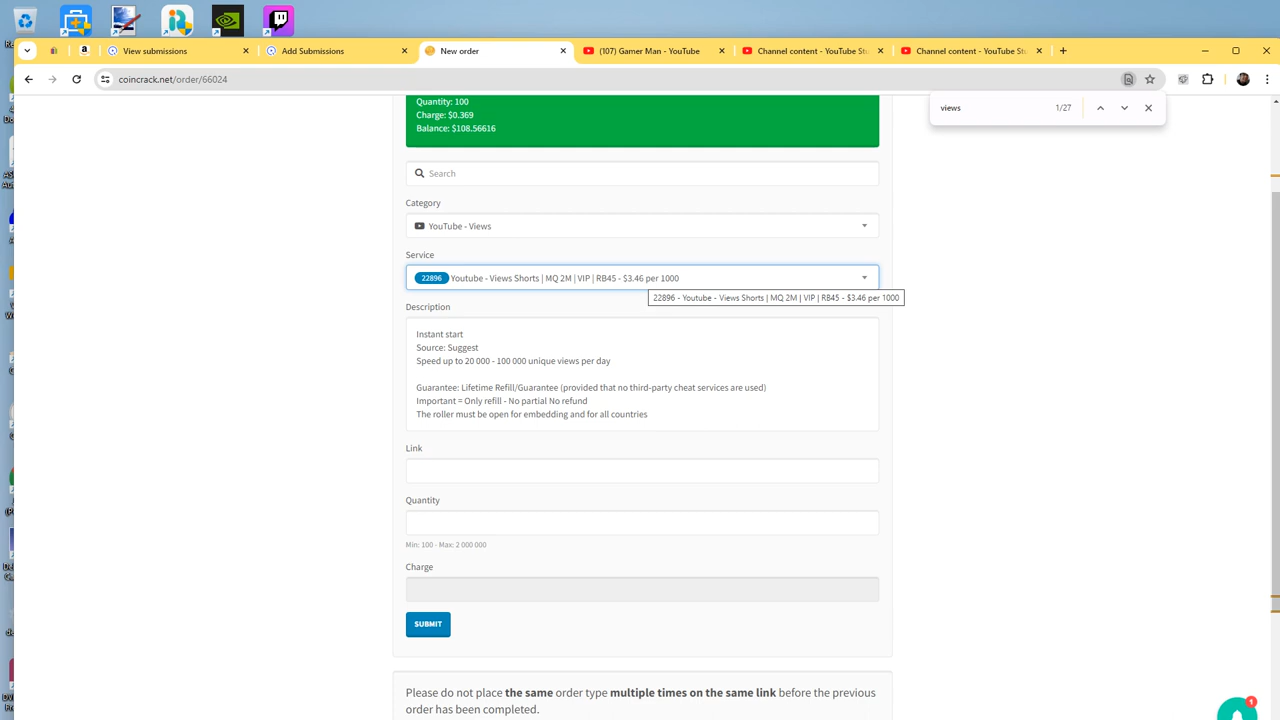 View submissions
Add Submissions
New order
(107) Gamer Man - YouTube
Channel content - YouTube Stu
Channel content - YouTube Stu
coincrack.net/order/66024
views
1/27
Quantity: 100
Charge: $0.369
Balance: $108.56616
Search
Category
YouTube - Views
Service
22896 Youtube - Views Shorts | MQ 2M | VIP | RB45 - $3.46 per 1000
22896 - Youtube - Views Shorts | MQ 2M | VIP | RB45 - $3.46 per 1000
Description
Instant start
Source: Suggest
Speed up to 20 000 - 100 000 unique views per day
Guarantee: Lifetime Refill/Guarantee (provided that no third-party cheat services are used)
Important = Only refill - No partial No refund
The roller must be open for embedding and for all countries
Link
Quantity
Min: 100 - Max: 2 000 000
Charge
SUBMIT
Please do not place the same order type multiple times on the same link before the previous
order has been completed.
1